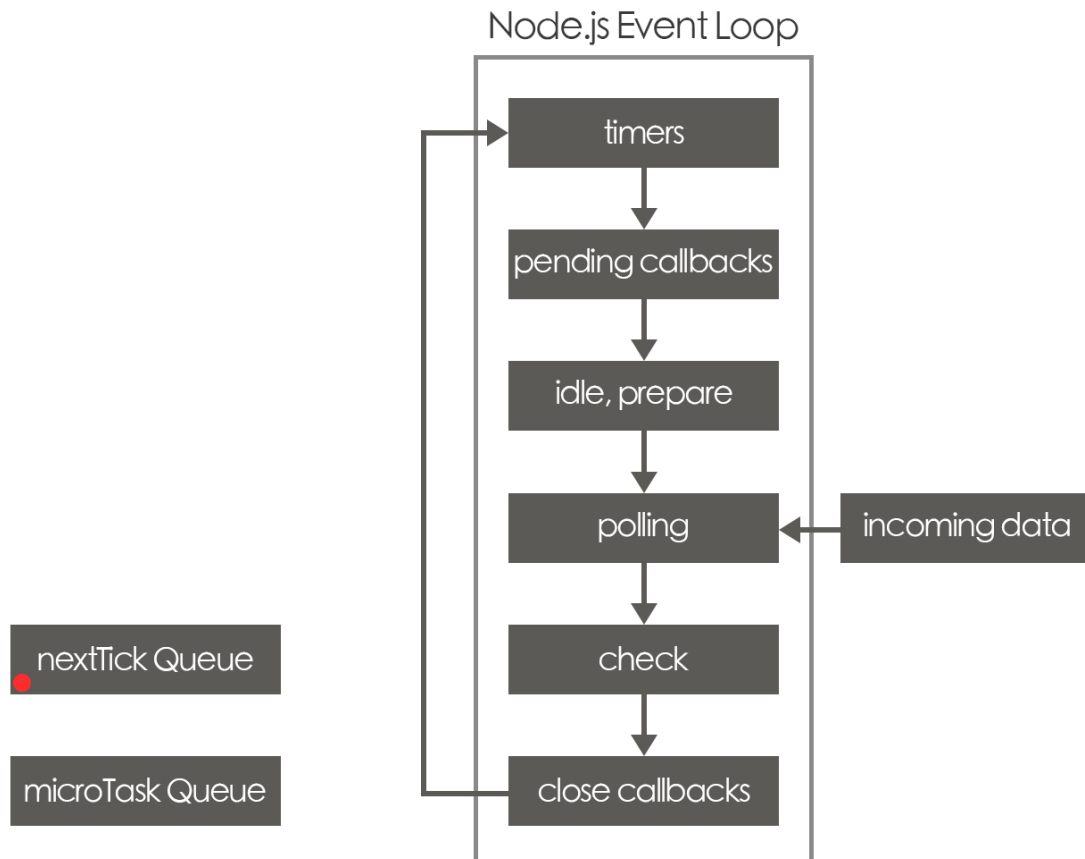 Node.js Event Loop
timers
pending callbacks
idle, prepare
polling
incoming data
nextTick Queue
check
microTask Queue
close callbacks